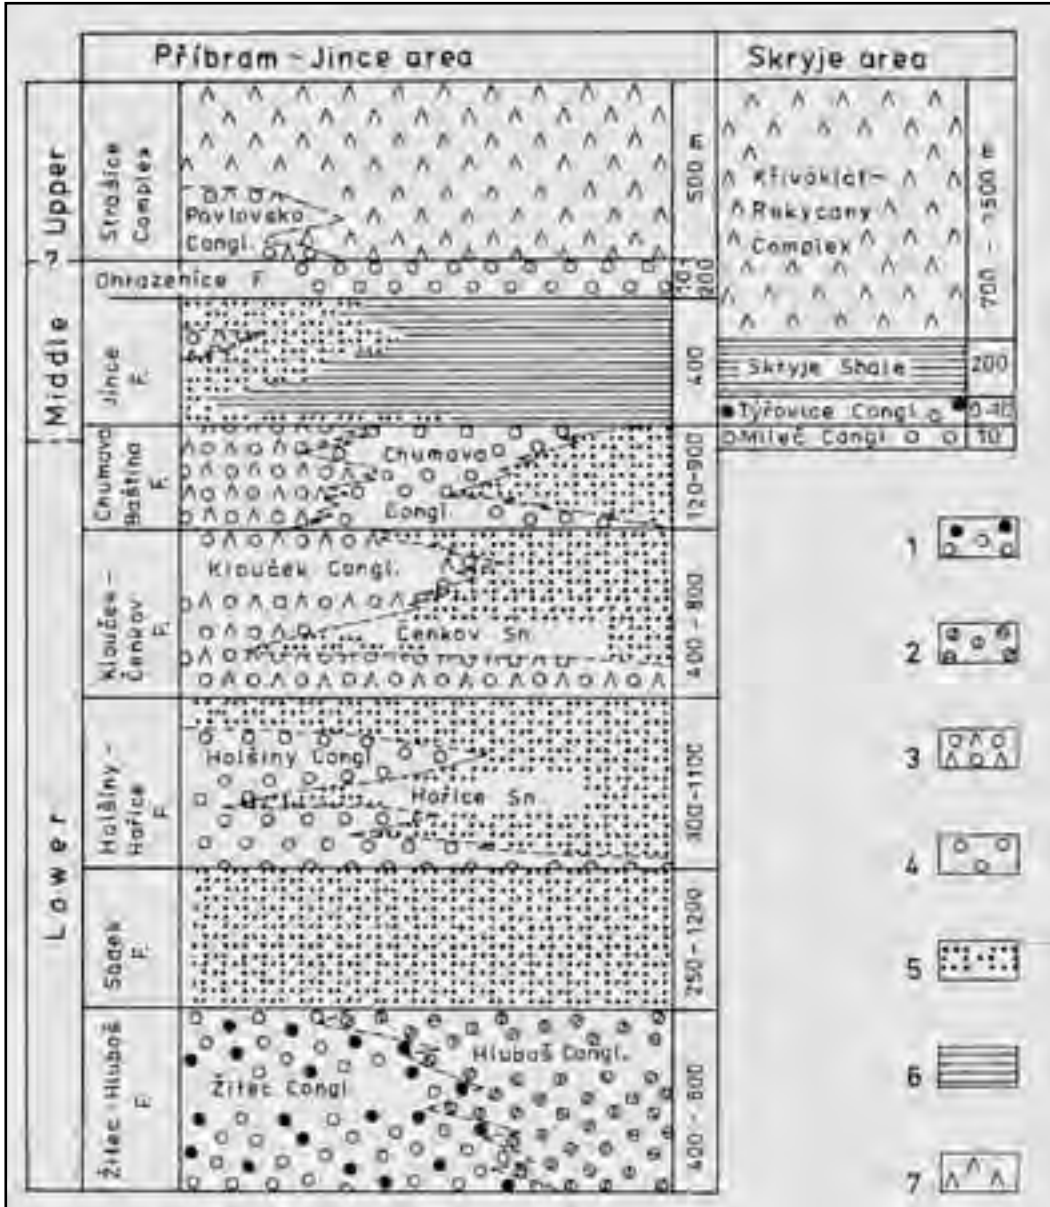 Příbram – Jince area
Skryje area
Upper
?
Middle
Lower
Strašice
Complex
Pavlovsko
Congl.
500 m
Křivoklát –
Rokycany
Complex
Ohrazenice F.
200
Jince
F.
400
Skryje Shale
200
Týřovice Congl.
0-10
Mileč Congl.
10
Chumava
Baština
F.
Chumava
Congl.
120-900
Klouček –
Čenkov
F.
Klouček Congl.
Čenkov Sn.
400 – 800
Holšiny –
Hořice
F.
Holšiny Congl.
Hořice Sn.
300-1100
Sádek
F.
250 – 1200
Žitec-Hluboš
F.
Žitec Congl.
Hluboš Congl.
400 – 600
1
2
3
4
5
6
7